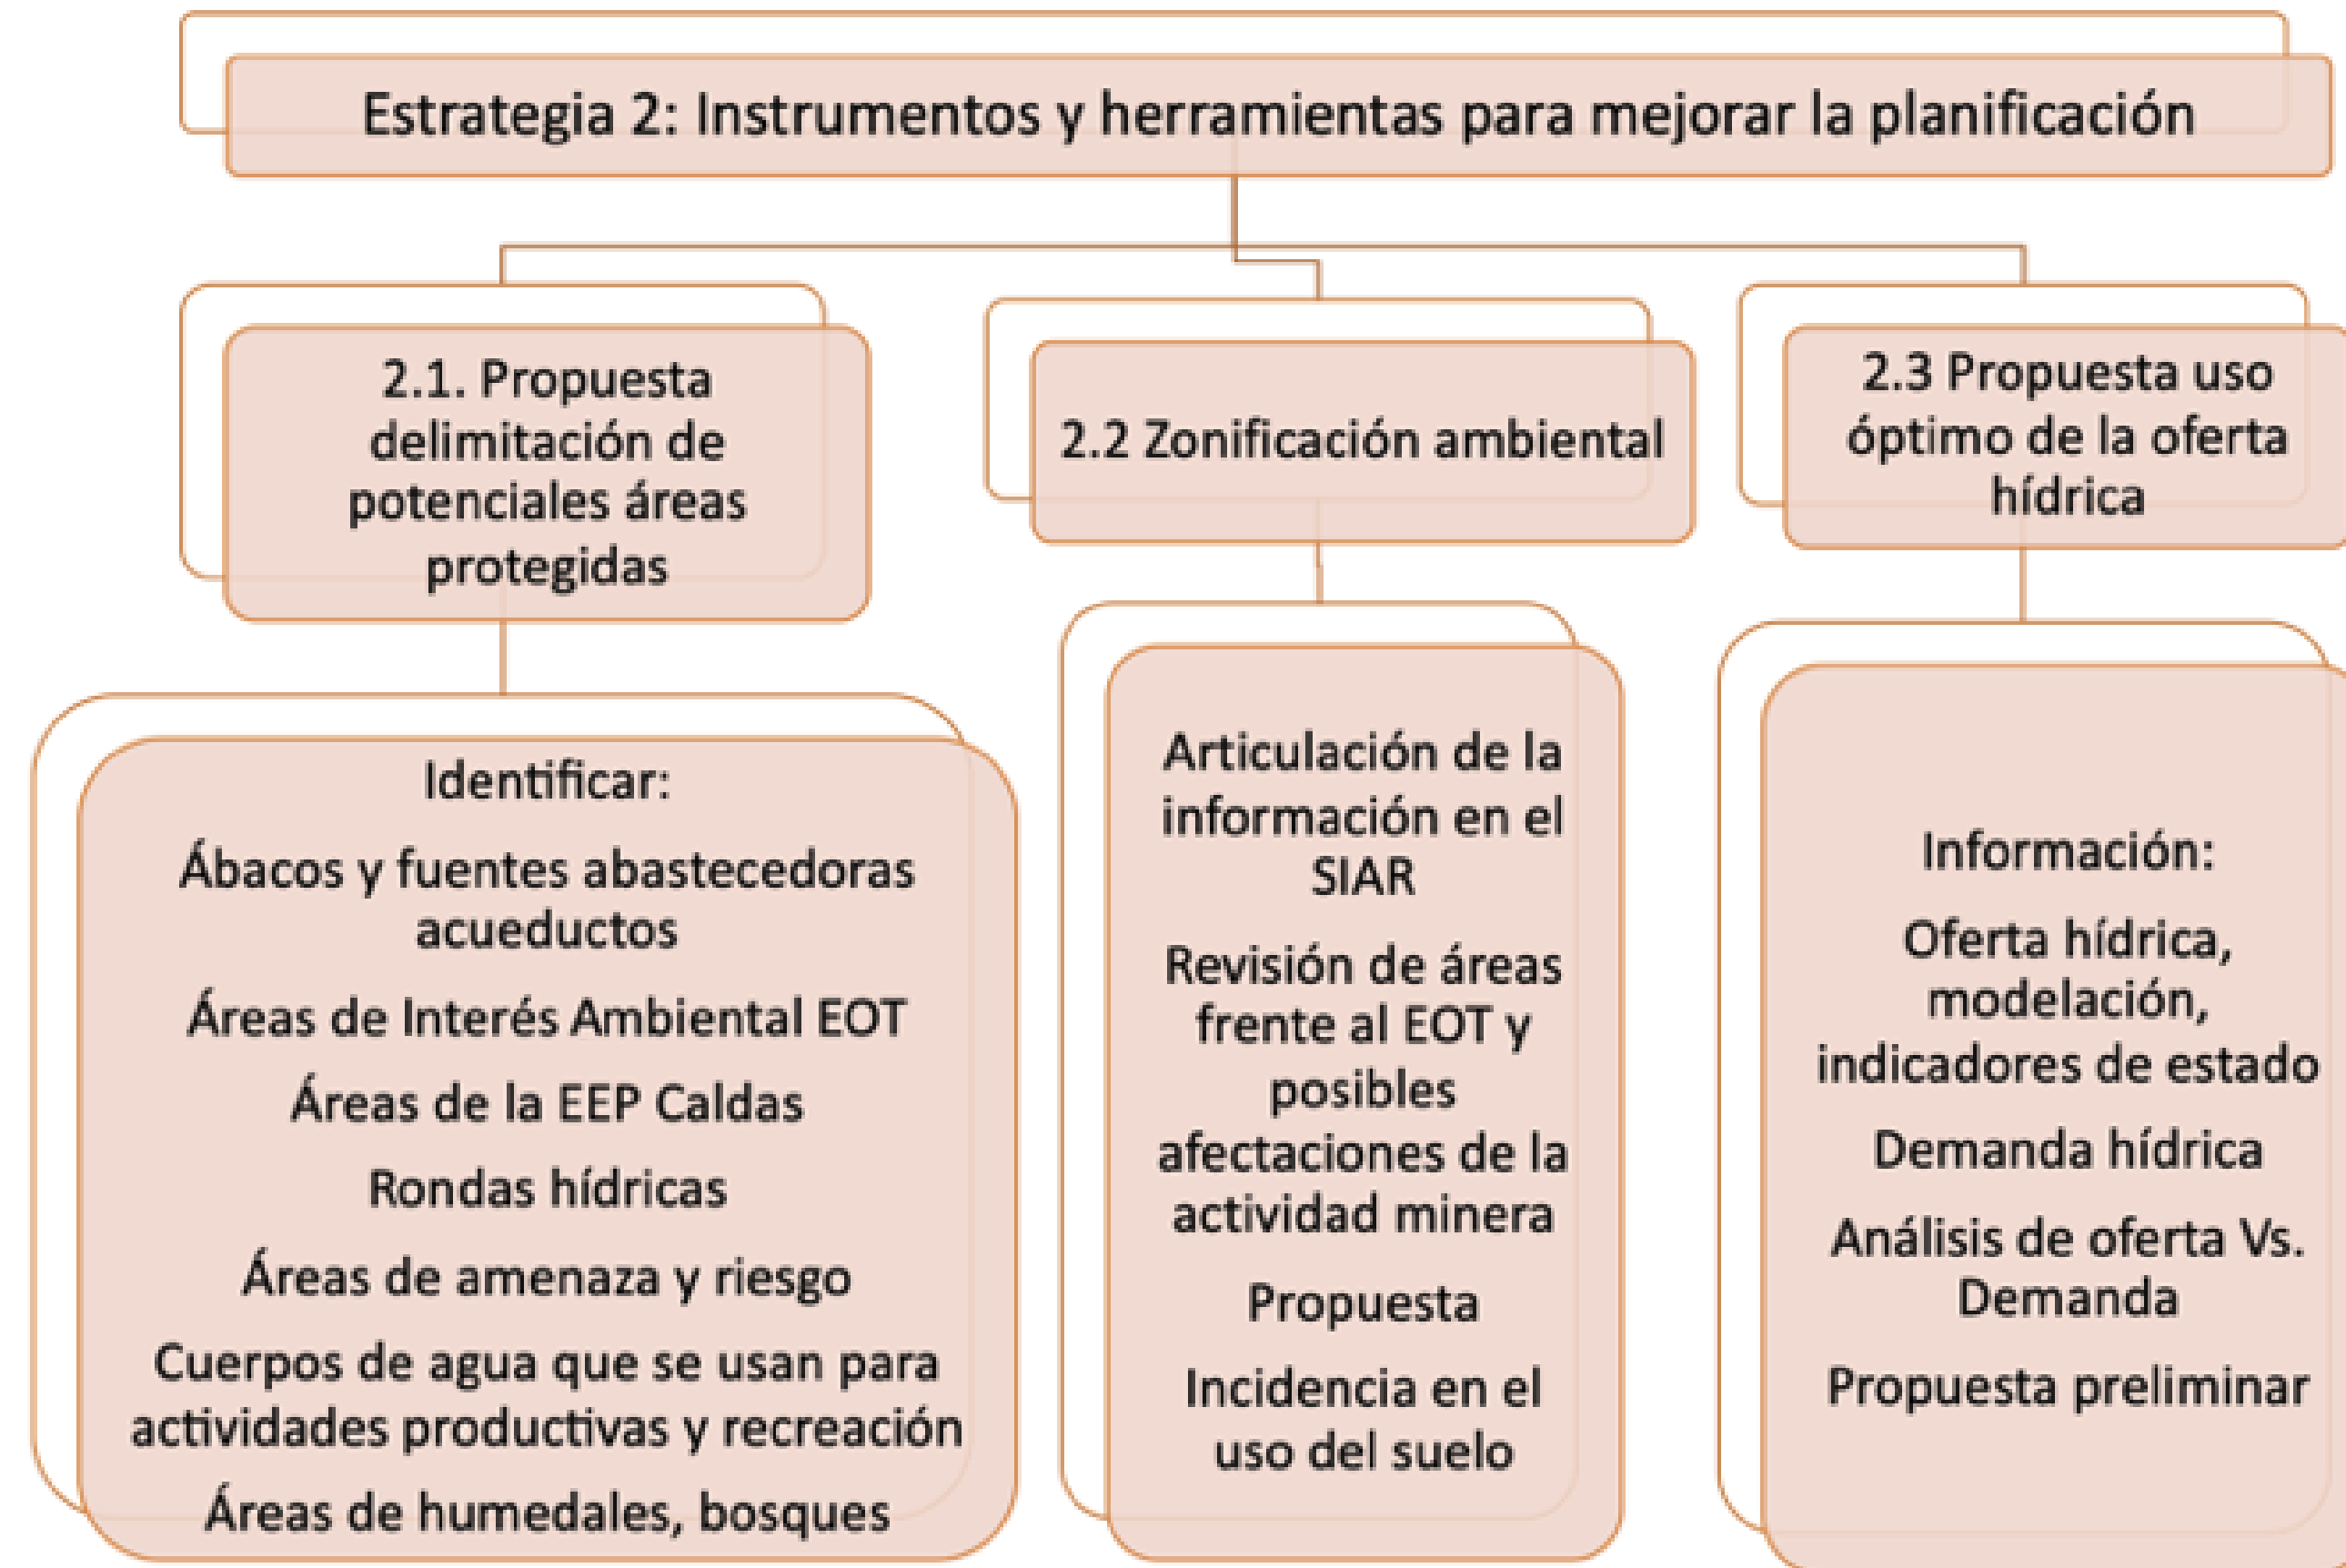 Estrategia 2: Instrumentos y herramientas para mejorar la planificación
2.1. Propuesta
delimitación de
potenciales áreas
protegidas
Identificar:
Ábacos y fuentes abastecedoras
acueductos
Áreas de Interés Ambiental EOT
Áreas de la EEP Caldas
Rondas hídricas
Áreas de amenaza y riesgo
Cuerpos de agua que se usan para
actividades productivas y recreación
Áreas de humedales, bosques
2.2 Zonificación ambiental
Articulación de la
información en el
SIAR
Revisión de áreas
frente al EOT y
posibles
afectaciones de la
actividad minera
Propuesta
Incidencia en el
uso del suelo
2.3 Propuesta uso
óptimo de la oferta
hídrica
Información:
Oferta hídrica,
modelación,
indicadores de estado
Demanda hídrica
Análisis de oferta Vs.
Demanda
Propuesta preliminar